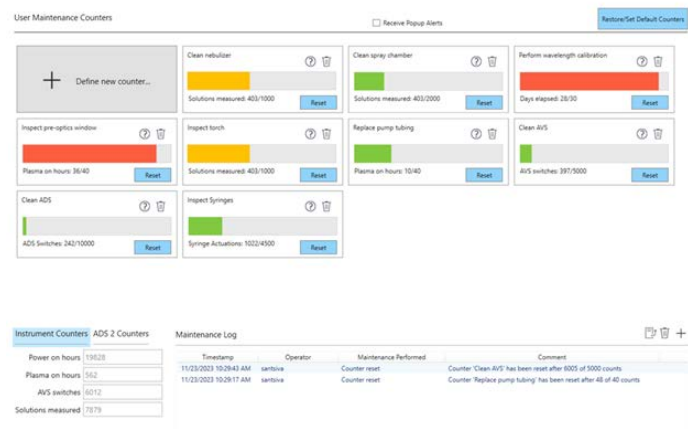 User Maintenance Counters
Receive Popup Alerts
Restore/Set Default Counters
Define new counter...
Clean nebulizer
Solutions measured: 403/1000
Reset
Clean spray chamber
Solutions measured: 403/2000
Reset
Perform wavelength calibration
Days elapsed: 28/30
Reset
Inspect pre-optics window
Plasma on hours: 36/40
Reset
Inspect torch
Solutions measured: 403/1000
Reset
Replace pump tubing
Plasma on hours: 10/40
Reset
Clean AVS
AVS switches: 397/5000
Reset
Clean ADS
ADS Switches: 242/10000
Reset
Inspect Syringes
Syringe Actuations: 1022/4500
Reset
Instrument Counters ADS 2 Counters
Power on hours 19828
Plasma on hours 562
AVS switches 6012
Solutions measured 7879
Maintenance Log
Timestamp Operator Maintenance Performed Comment
11/23/2023 10:29:43 AM santsiva Counter reset Counter 'Clean AVS' has been reset after 6005 of 5000 counts
11/23/2023 10:29:17 AM santsiva Counter reset Counter 'Replace pump tubing' has been reset after 48 of 40 counts